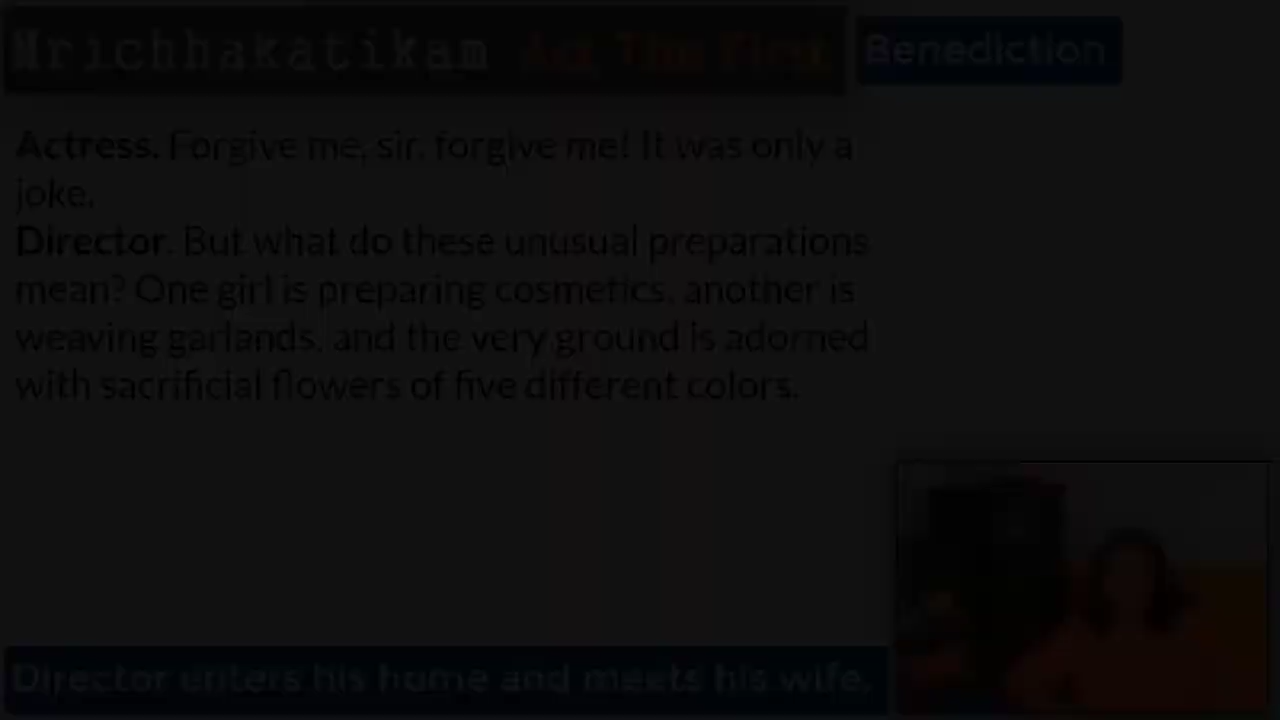 Mrichhakatikam Act The First Benediction
Actress. Forgive me, sir, forgive me! It was only a
joke.
Director. But what do these unusual preparations
mean? One girl is preparing cosmetics, another is
weaving garlands, and the very ground is adorned
with sacrificial flowers of five different colors.
Director enters his home and meets his wife.